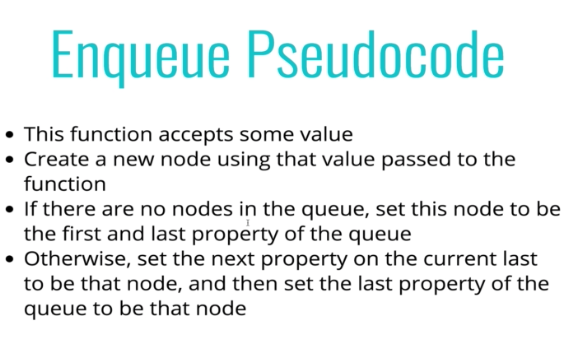 Enqueue Pseudocode
• This function accepts some value
• Create a new node using that value passed to the
function
• If there are no nodes in the queue, set this node to be
the first and last property of the queue
• Otherwise, set the next property on the current last
to be that node, and then set the last property of the
queue to be that node